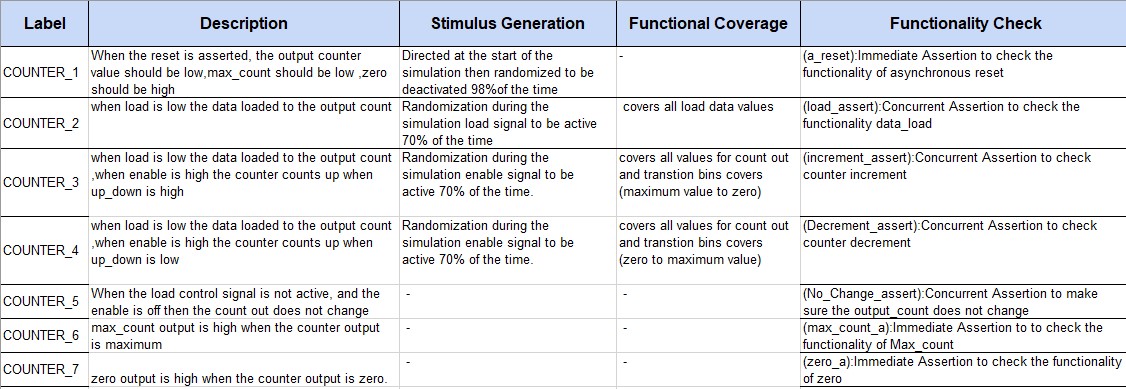 Label
Description
Stimulus Generation
Functional Coverage
Functionality Check
COUNTER_1
When the reset is asserted, the output counter
value should be low,max_count should be low ,zero
should be high
Directed at the start of the
simulation then randomized to be
deactivated 98%of the time
-
(a_reset):Immediate Assertion to check the
functionality of asynchronous reset
COUNTER_2
when load is low the data loaded to the output count
Randomization during the
simulation load signal to be active
70% of the time
covers all load data values
(load_assert):Concurrent Assertion to check the
functionality data_load
COUNTER_3
when load is low the data loaded to the output count
,when enable is high the counter counts up when
up_down is high
Randomization during the
simulation enable signal to be
active 70% of the time.
covers all values for count out
and transtion bins covers
(maximum value to zero)
(increment_assert):Concurrent Assertion to check
counter increment
COUNTER_4
when load is low the data loaded to the output count
,when enable is high the counter counts up when
up_down is low
Randomization during the
simulation enable signal to be
active 70% of the time.
covers all values for count out
and transtion bins covers
(zero to maximum value)
(Decrement_assert):Concurrent Assertion to check
counter decrement
COUNTER_5
When the load control signal is not active, and the
enable is off then the count out does not change
-
-
(No_Change_assert):Concurrent Assertion to make
sure the output_count does not change
COUNTER_6
max_count output is high when the counter output
is maximum
-
-
(max_count_a):Immediate Assertion to to check the
functionality of Max_count
COUNTER_7
zero output is high when the counter output is zero.
-
-
(zero_a):Immediate Assertion to check the functionality
of zero